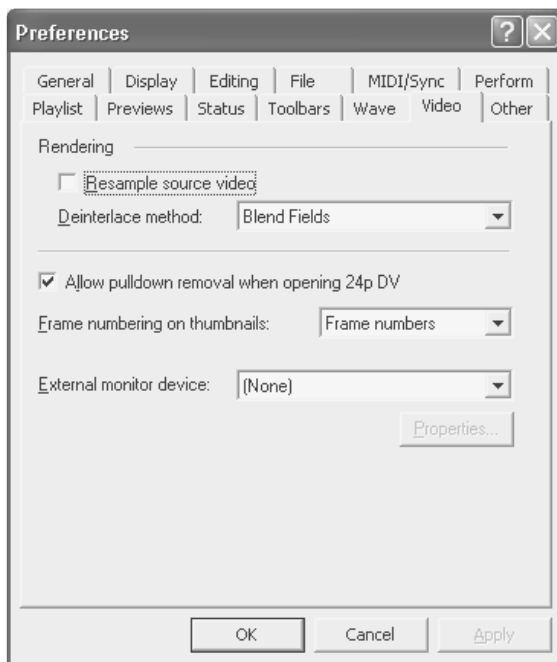 Preferences
General Display Editing File MIDI/Sync Perform
Playlist Previews Status Toolbars Wave Video Other
Rendering
Resample source video
Deinterlace method: Blend Fields
Allow pulldown removal when opening 24p DV
Frame numbering on thumbnails: Frame numbers
External monitor device: (None)
Properties...
OK Cancel Apply